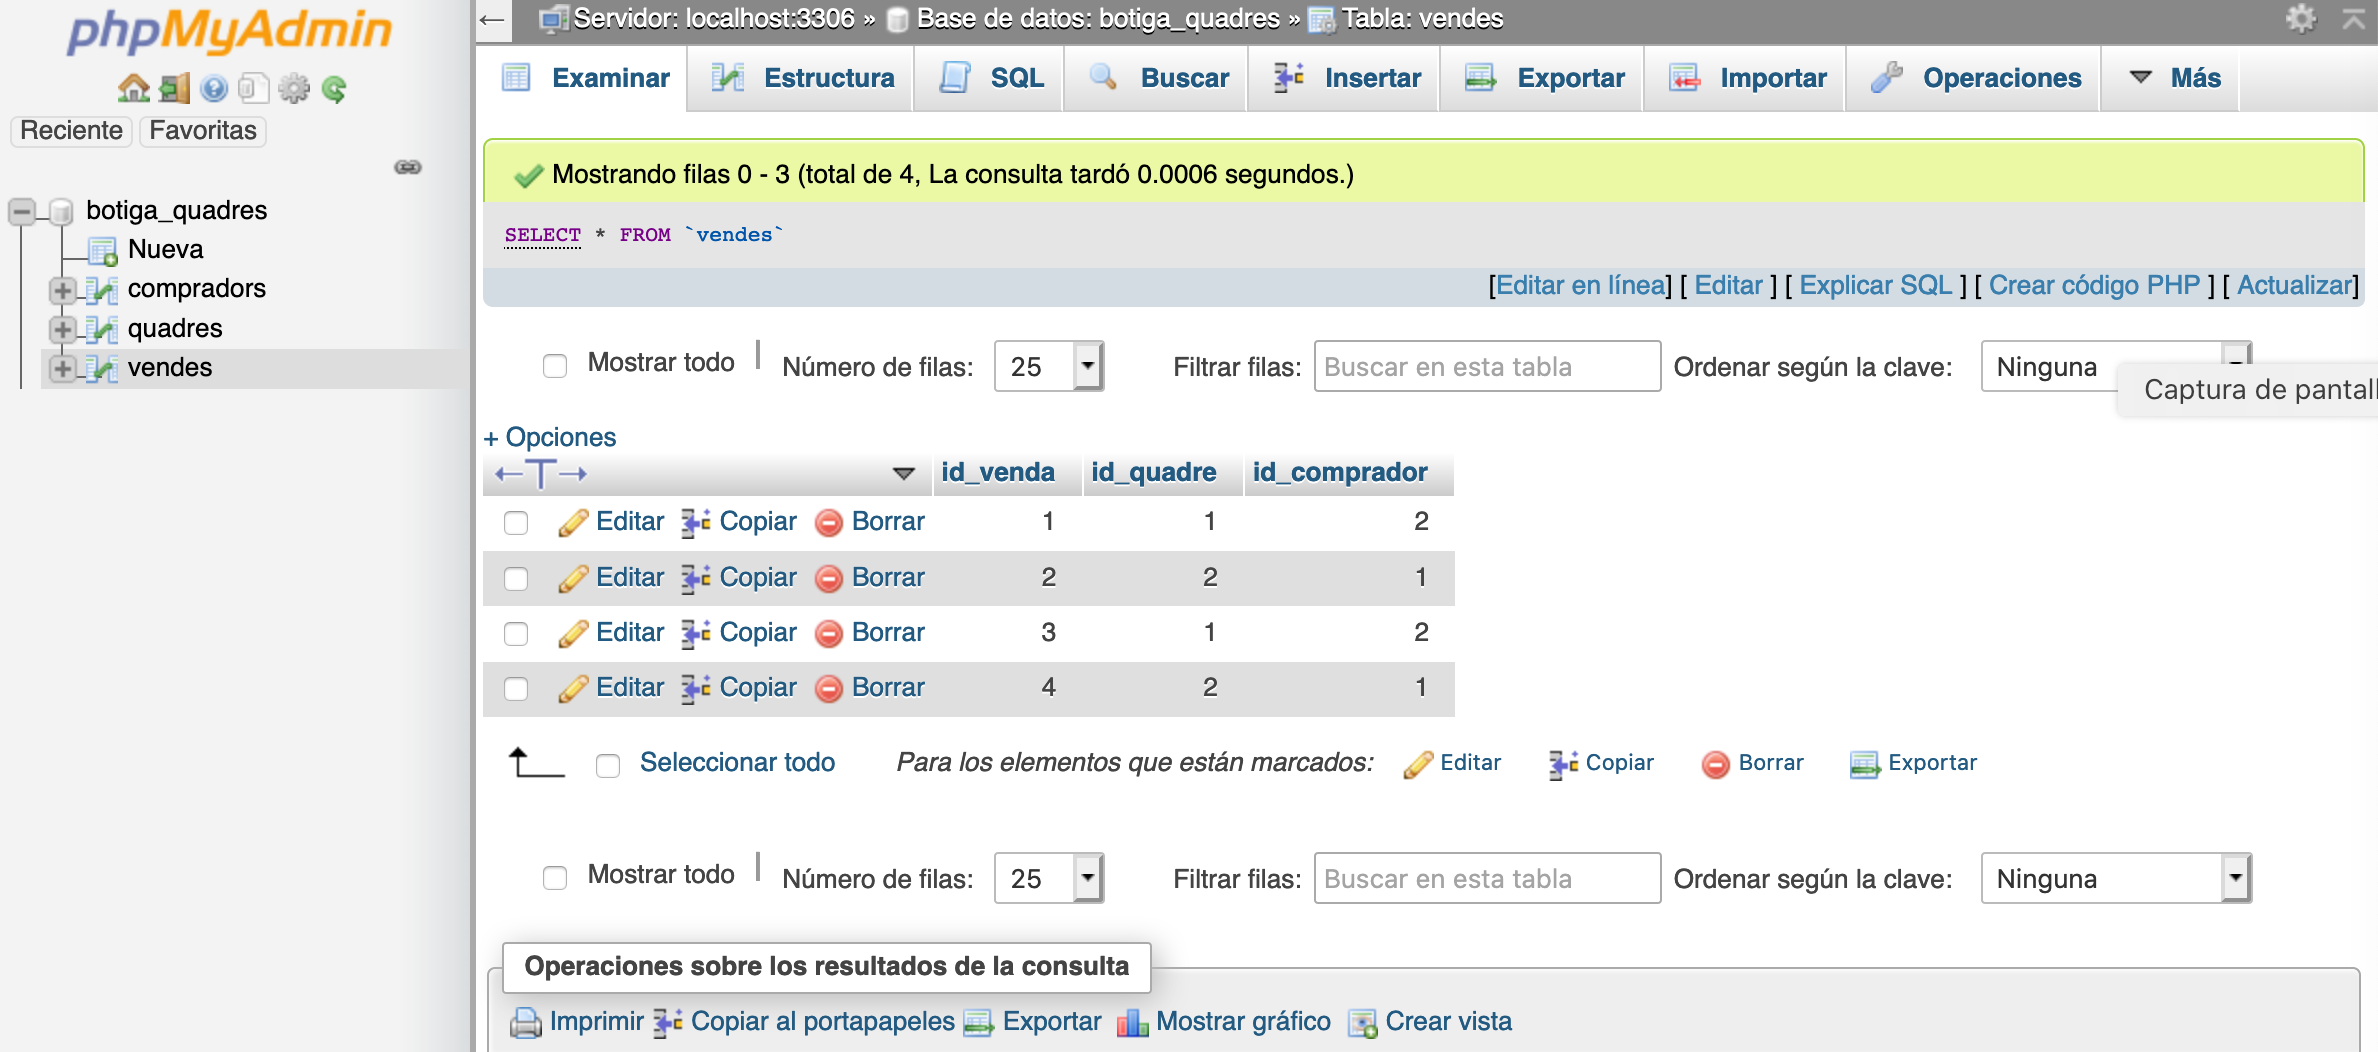 phpMyAdmin
Reciente Favoritas
botiga_quadres
Nueva
compradors
quadres
vendes
Servidor: localhost:3306 » Base de datos: botiga_quadres » Tabla: vendes
Examinar Estructura SQL Buscar Insertar Exportar Importar Operaciones Más
Mostrando filas 0 - 3 (total de 4, La consulta tardó 0.0006 segundos.)
SELECT * FROM `vendes`
[Editar en línea] [ Editar ] [ Explicar SQL ] [ Crear código PHP ] [ Actualizar]
Mostrar todo | Número de filas: 25 Filtrar filas: Buscar en esta tabla Ordenar según la clave: Ninguna
Captura de pantall
+ Opciones
←T→ id_venda id_quadre id_comprador
Editar Copiar Borrar 1 1 2
Editar Copiar Borrar 2 2 1
Editar Copiar Borrar 3 1 2
Editar Copiar Borrar 4 2 1
Seleccionar todo Para los elementos que están marcados: Editar Copiar Borrar Exportar
Mostrar todo | Número de filas: 25 Filtrar filas: Buscar en esta tabla Ordenar según la clave: Ninguna
Operaciones sobre los resultados de la consulta
Imprimir Copiar al portapapeles Exportar Mostrar gráfico Crear vista